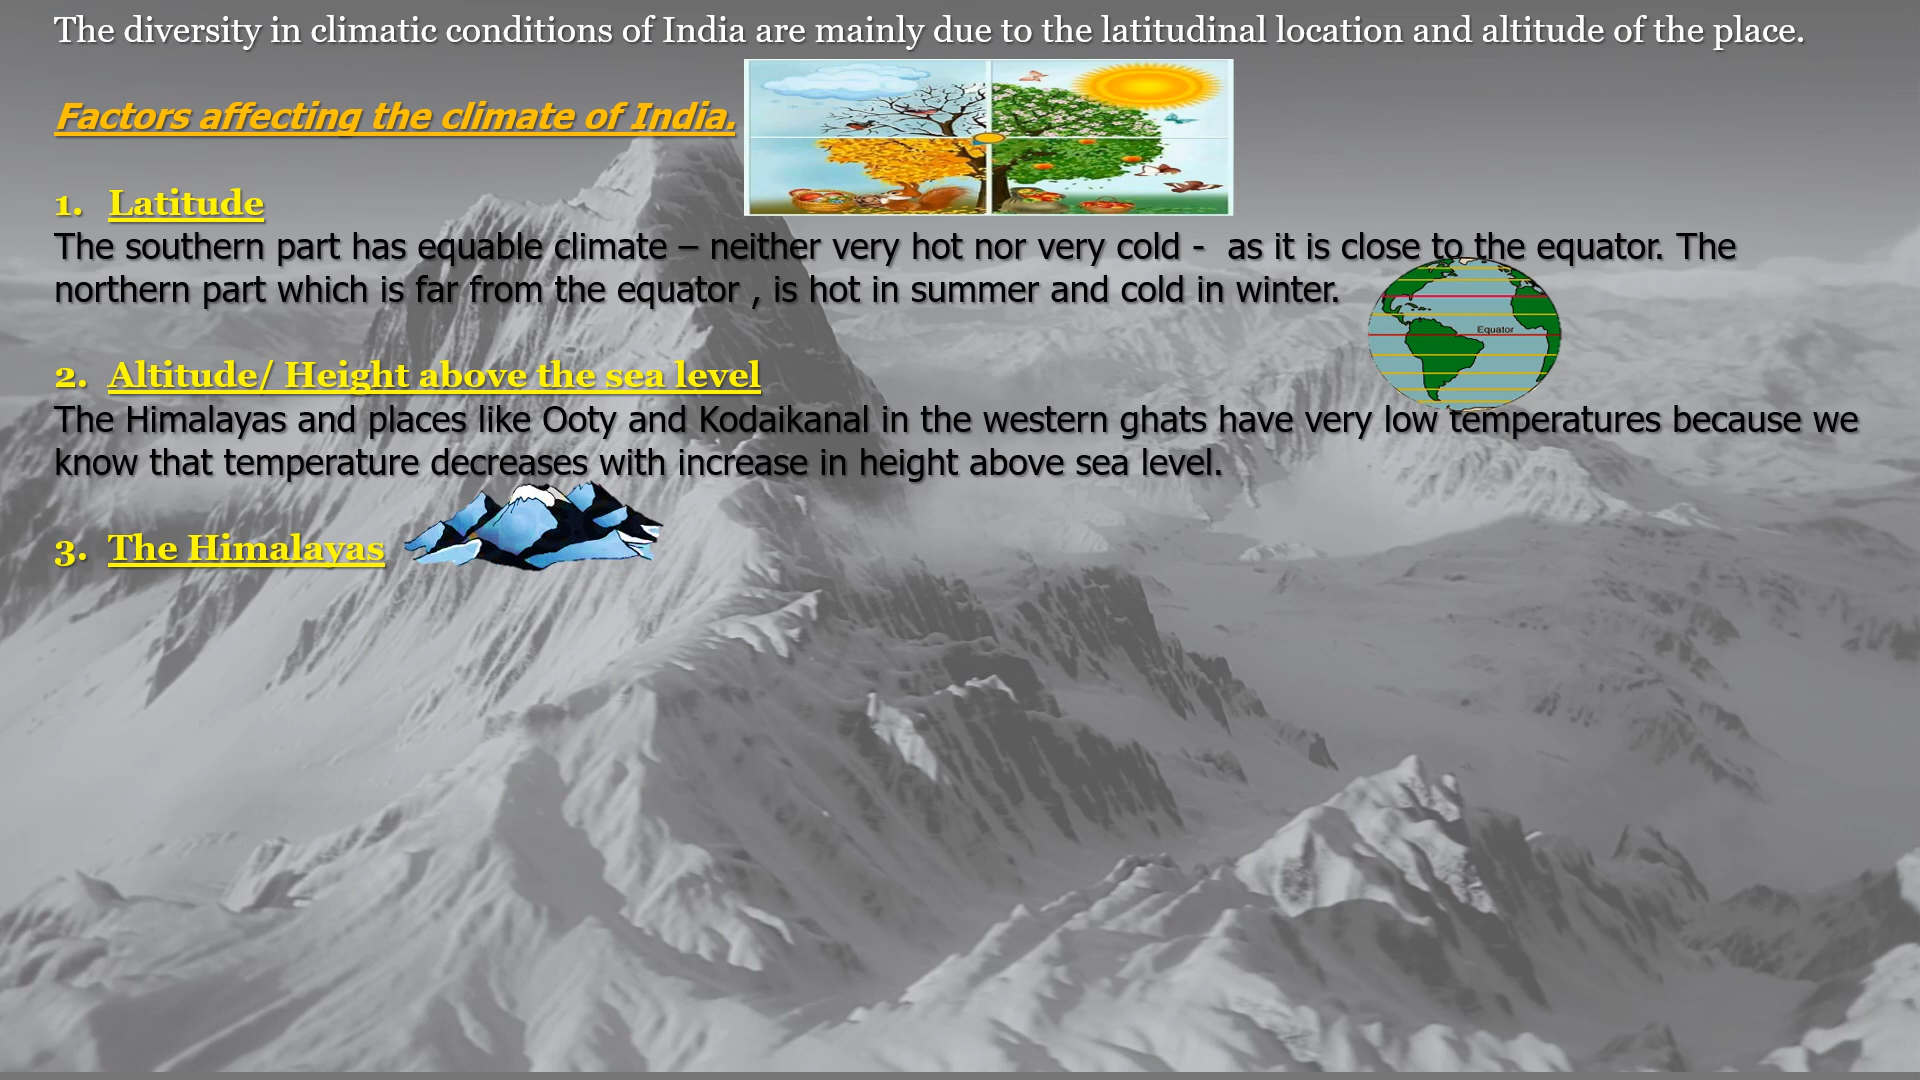 The diversity in climatic conditions of India are mainly due to the latitudinal location and altitude of the place.
Factors affecting the climate of India.
1. Latitude
The southern part has equable climate – neither very hot nor very cold - as it is close to the equator. The
northern part which is far from the equator , is hot in summer and cold in winter.
Equator
2. Altitude/ Height above the sea level
The Himalayas and places like Ooty and Kodaikanal in the western ghats have very low temperatures because we
know that temperature decreases with increase in height above sea level.
3. The Himalayas